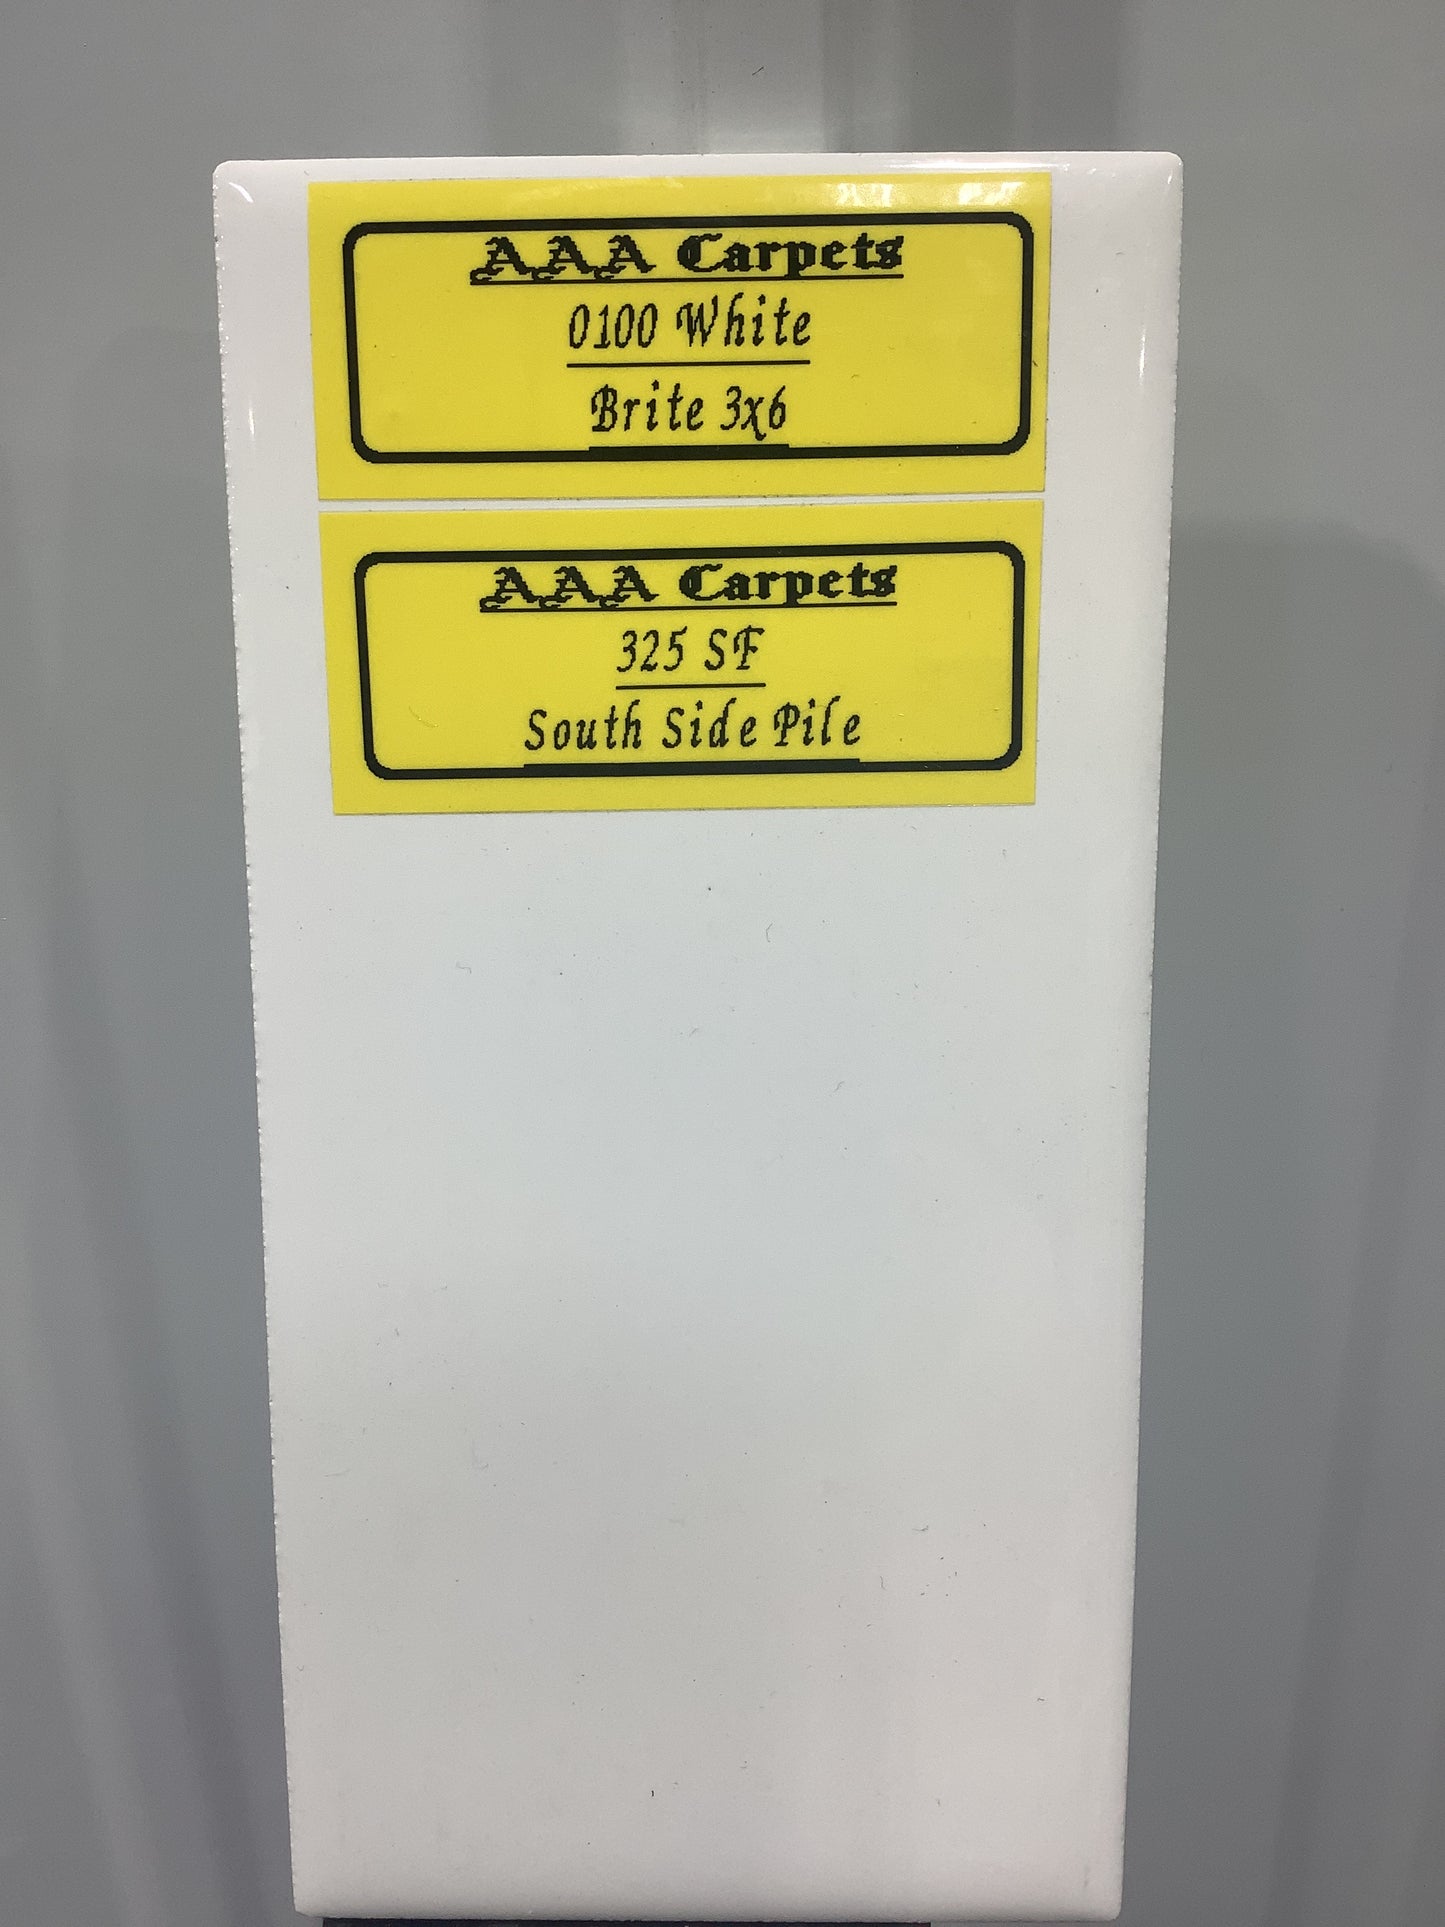 AAA Carpets
0100 White
Brite 3x6
AAA Carpets
325 SF
South Side Pile